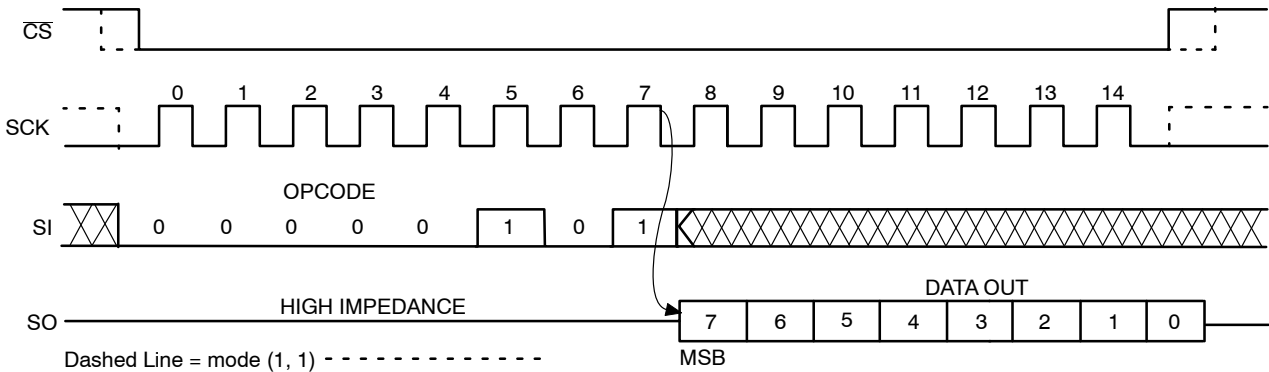 CS
0 1 2 3 4 5 6 7 8 9 10 11 12 13 14
SCK
OPCODE
SI 0 0 0 0 0 1 0 1
HIGH IMPEDANCE DATA OUT
SO 7 6 5 4 3 2 1 0
Dashed Line = mode (1, 1) MSB